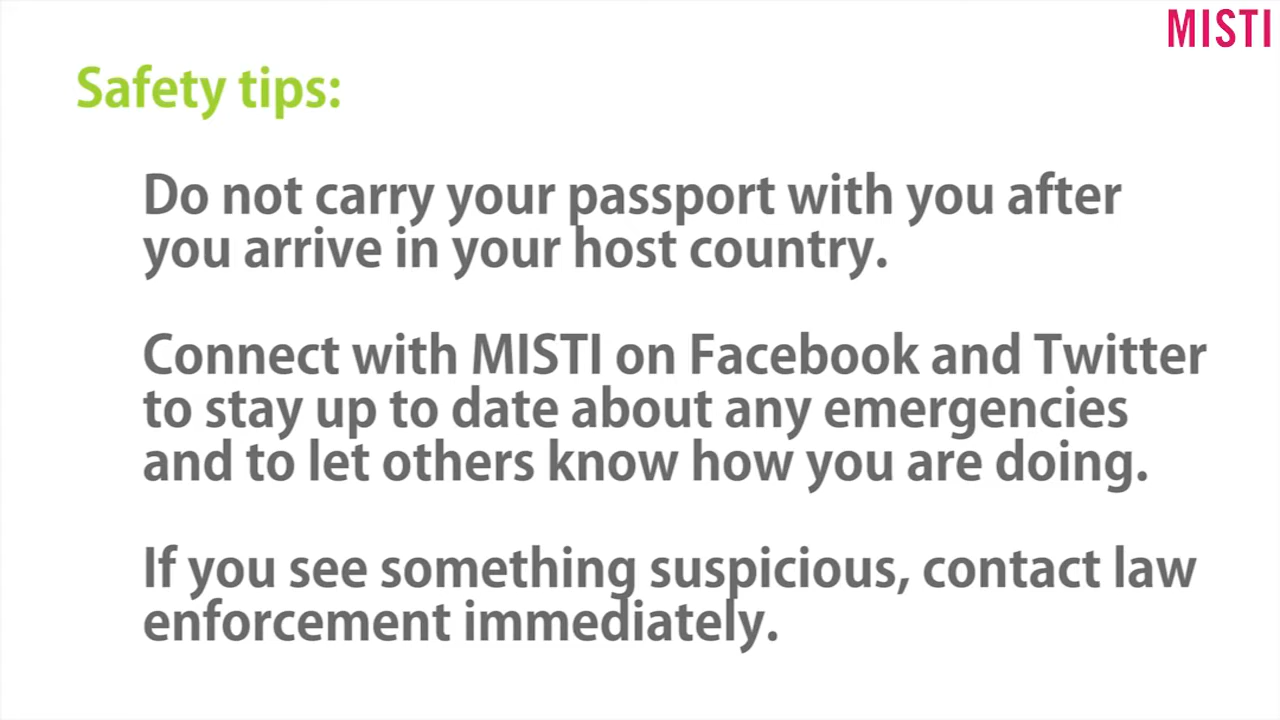 MISTI
Safety tips:
Do not carry your passport with you after
you arrive in your host country.
Connect with MISTI on Facebook and Twitter
to stay up to date about any emergencies
and to let others know how you are doing.
If you see something suspicious, contact law
enforcement immediately.